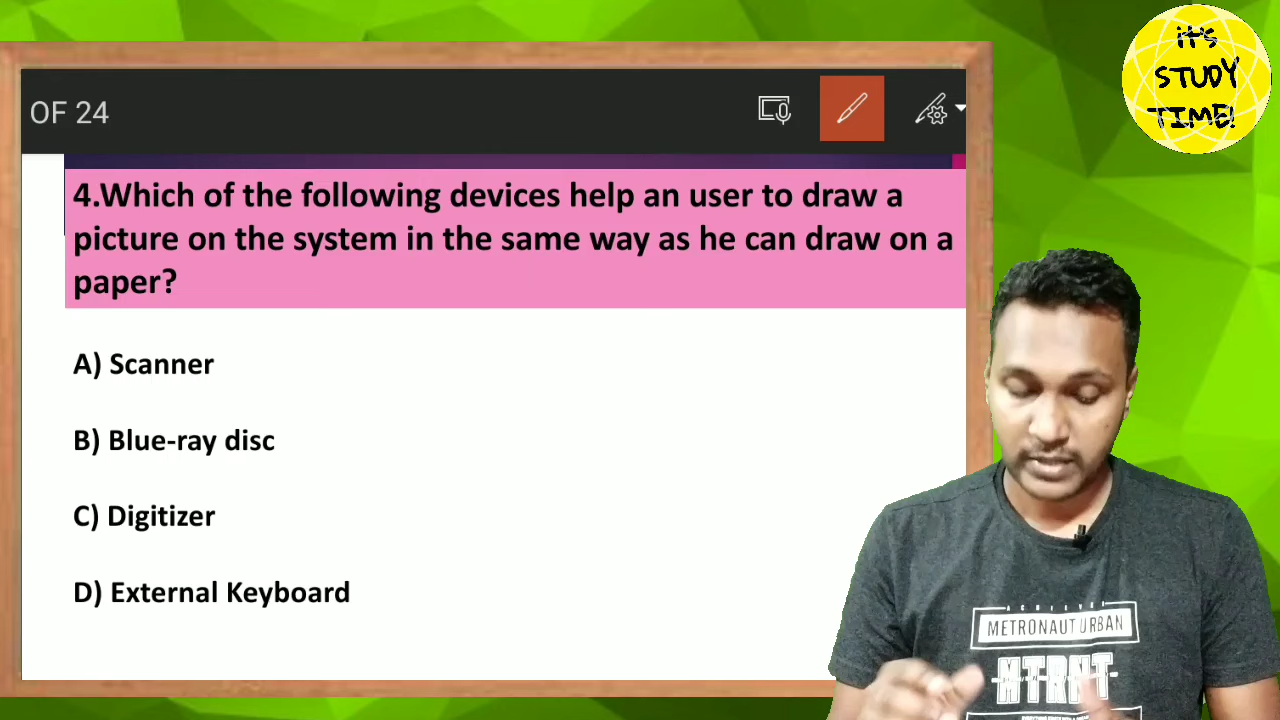 it's
STUDY
TIME!
OF 24
4.Which of the following devices help an user to draw a
picture on the system in the same way as he can draw on a
paper?
A) Scanner
B) Blue-ray disc
C) Digitizer
D) External Keyboard
ACHIEVE
METRONAUT URBAN
MTRNT